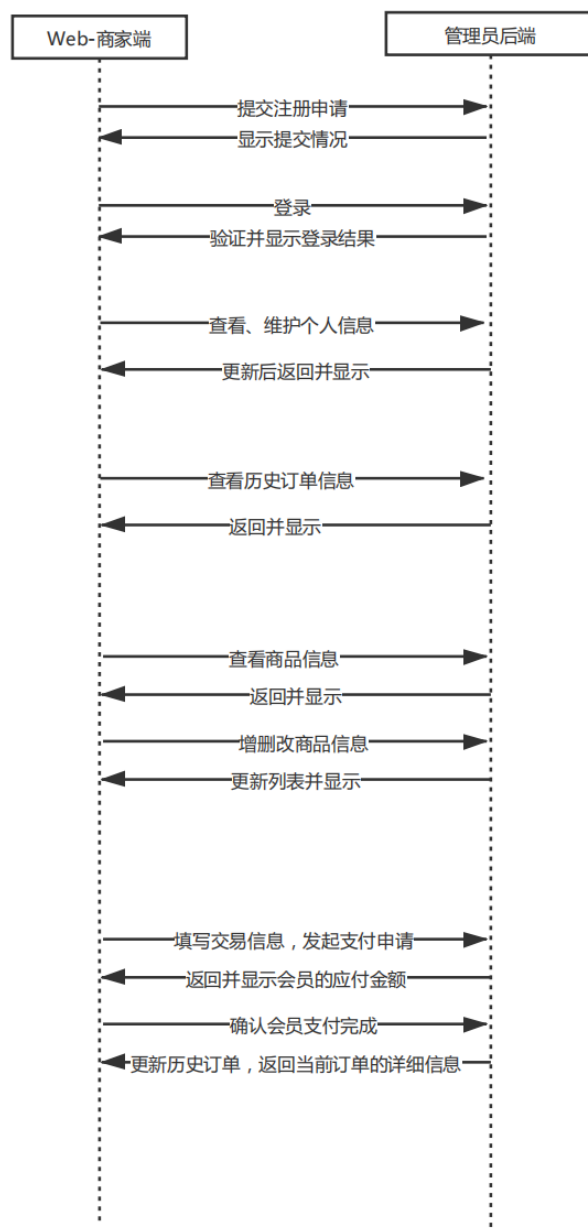 Web-商家端
管理员后端
提交注册申请
显示提交情况
登录
验证并显示登录结果
查看、维护个人信息
更新后返回并显示
查看历史订单信息
返回并显示
查看商品信息
返回并显示
增删改商品信息
更新列表并显示
填写交易信息，发起支付申请
返回并显示会员的应付金额
确认会员支付完成
更新历史订单，返回当前订单的详细信息